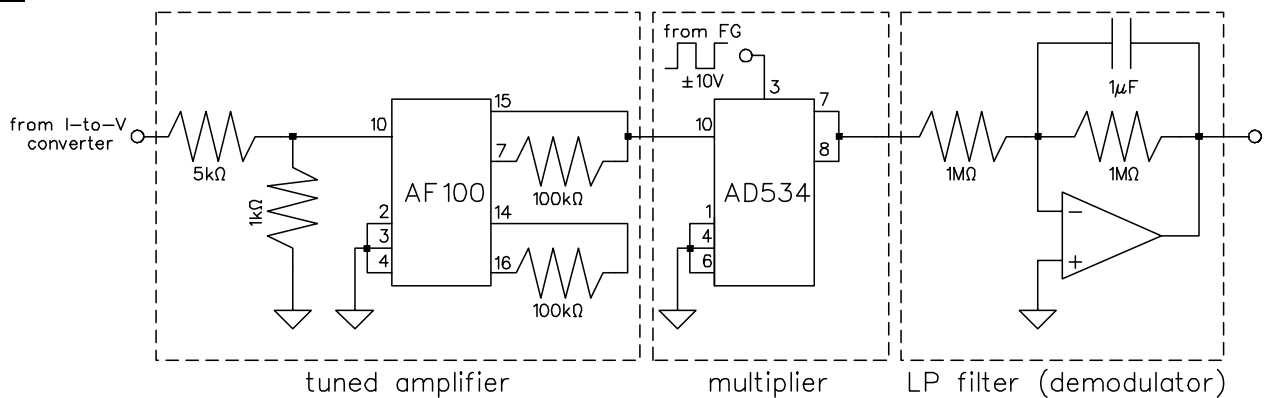 from I-to-V
converter
5kΩ
1kΩ
10
2
3
4
AF100
15
7
14
16
100kΩ
100kΩ
tuned amplifier
from FG
±10V
3
10
1
4
6
AD534
7
8
multiplier
1MΩ
1µF
1MΩ
−
+
LP filter (demodulator)